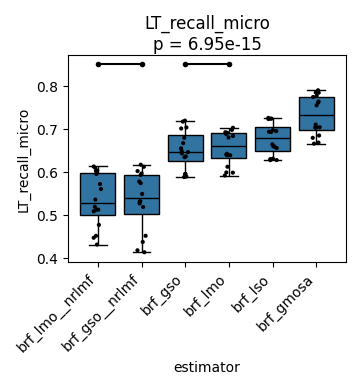 LT_recall_micro
p = 6.95e-15
LT_recall_micro
0.8
0.7
0.6
0.5
0.4
brf_lmo__nrlmf
brf_gso__nrlmf
brf_gso
brf_lmo
brf_lso
brf_gmosa
estimator